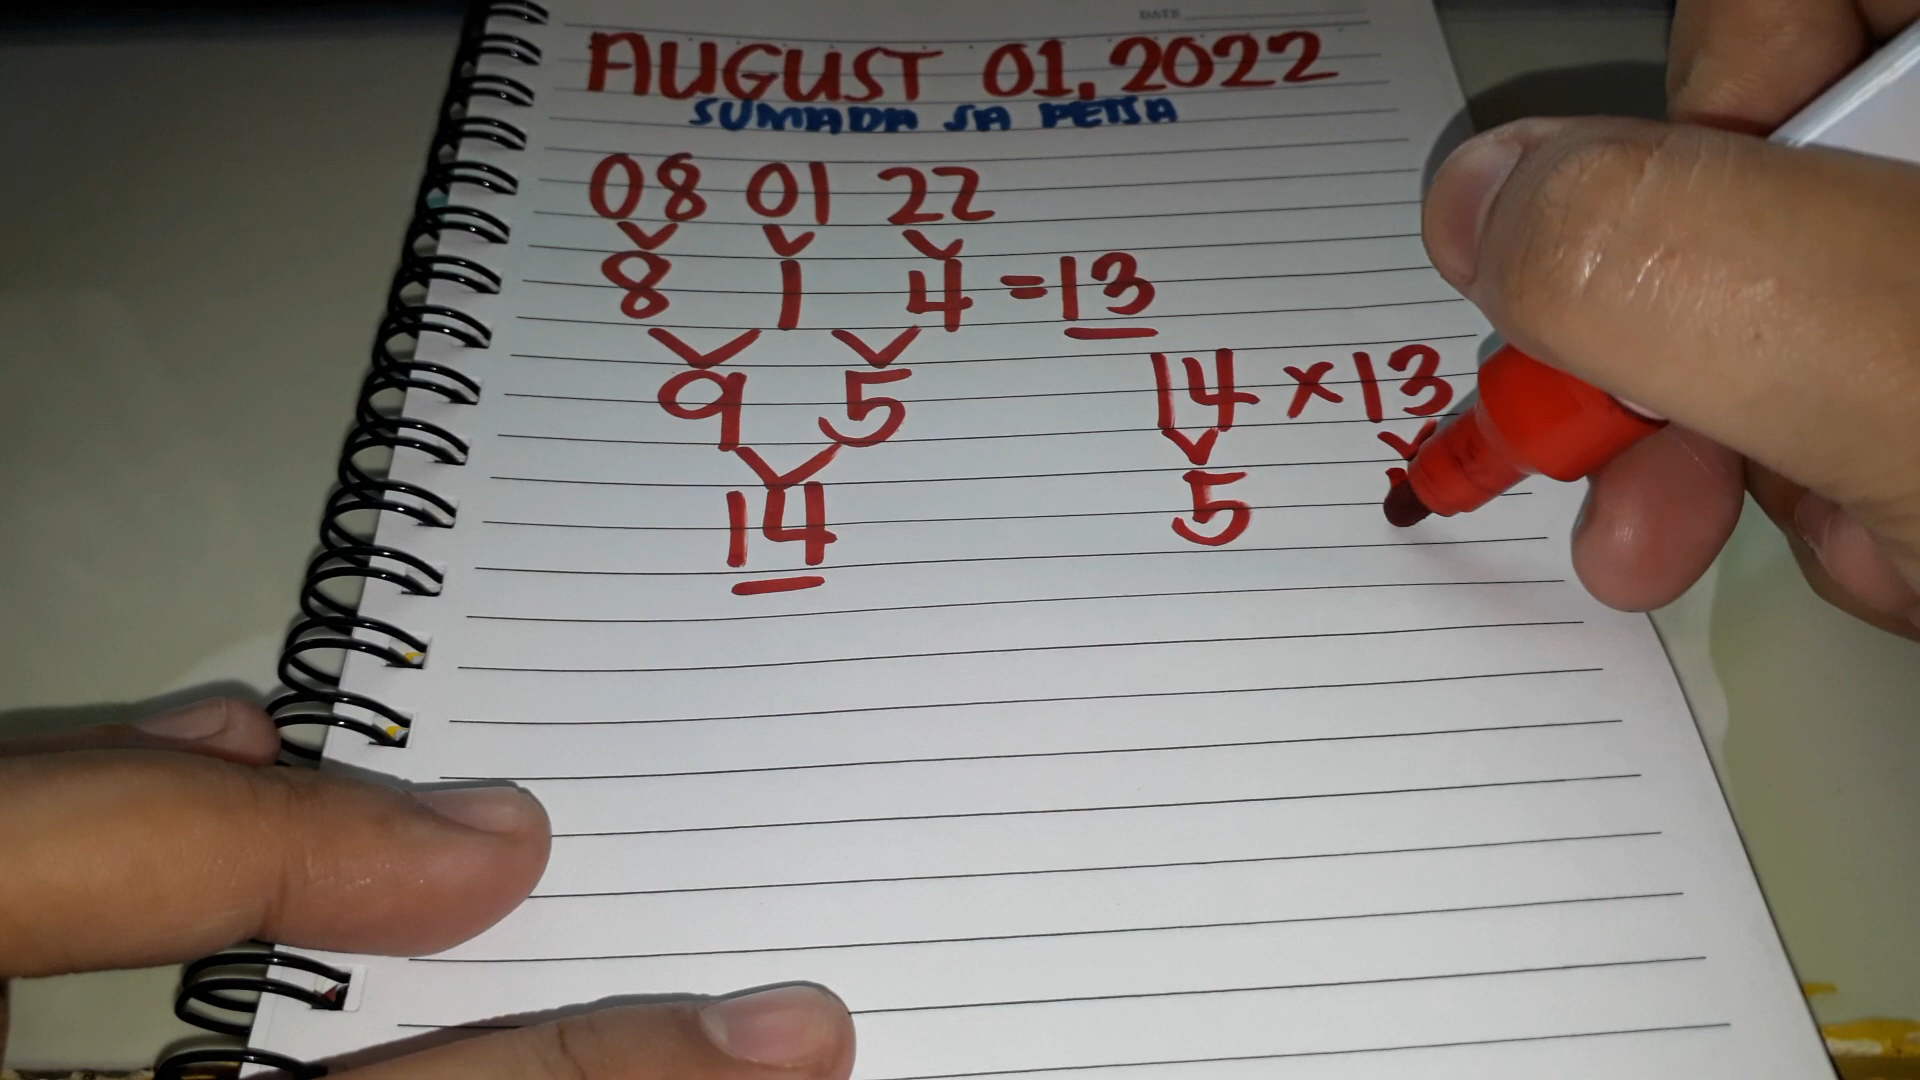 DATE
AUGUST 01, 2022
SUMADA SA PETSA
08 01 22
8 1 4 = 13
9 5
14 x 13
5
14